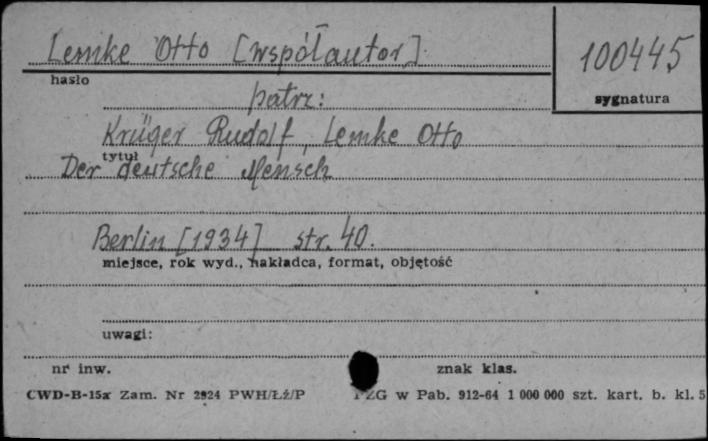 Lemke Otto [współautor]
100445
hasło
sygnatura
patrz:
Krüger Rudolf, Lemke Otto
tytuł
Der deutsche Mensch
Berlin [1934] str. 40.
miejsce, rok wyd., nakładca, format, objętość
uwagi:
nr inw. znak klas.
CWD-B-15a Zam. Nr 2924 PWH/Łź/P PZG w Pab. 912-64 1 000 000 szt. kart. b. kl. 5